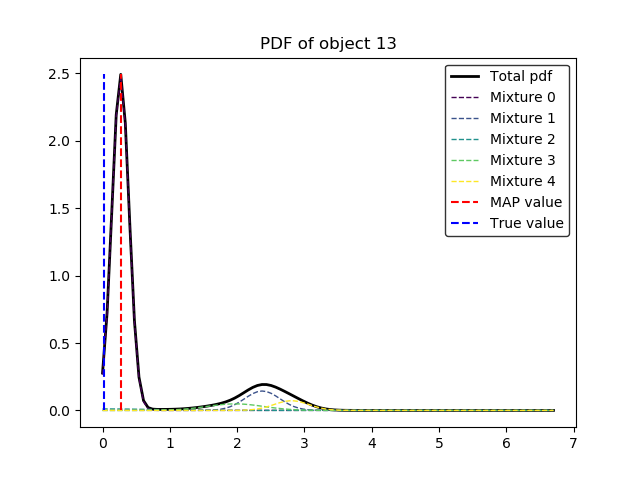 PDF of object 13
2.5
2.0
1.5
1.0
0.5
0.0
0 1 2 3 4 5 6 7
Total pdf
Mixture 0
Mixture 1
Mixture 2
Mixture 3
Mixture 4
MAP value
True value